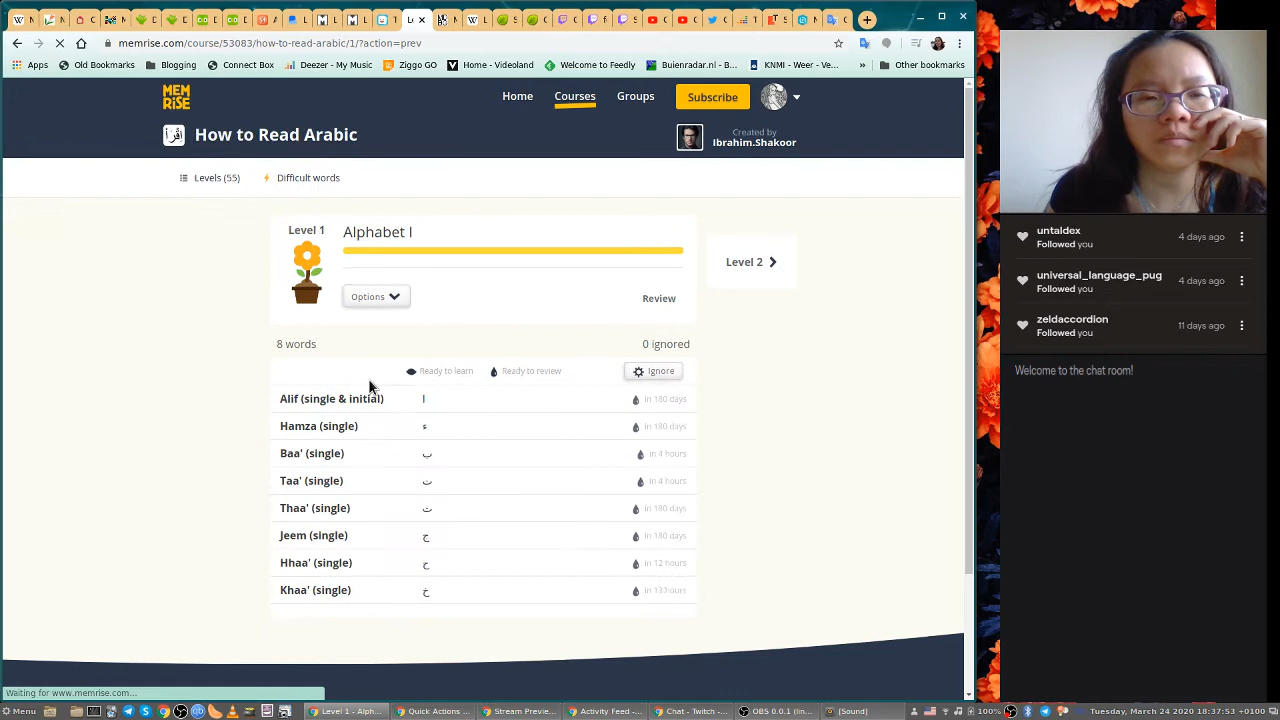 memrise.com/course/53083/how-to-read-arabic/1/?action=prev
Apps Old Bookmarks Blogging Connect Box Deezer - My Music Ziggo GO Home - Videoland Welcome to Feedly Buienradar.nl - B... KNMI - Weer - Ve... Other bookmarks
MEM
RISE
Home Courses Groups Subscribe
How to Read Arabic
Created by
Ibrahim.Shakoor
Levels (55) Difficult words
Level 1
Alphabet I
Level 2
Options
Review
8 words 0 ignored
Ready to learn Ready to review Ignore
Alif (single & initial) ا in 180 days
Hamza (single) ء in 180 days
Baa' (single) ب in 4 hours
Taa' (single) ت in 4 hours
Thaa' (single) ث in 180 days
Jeem (single) ج in 180 days
Hhaa' (single) ح in 12 hours
Khaa' (single) خ in 13 hours
Waiting for www.memrise.com...
untaldex 4 days ago
Followed you
universal_language_pug 4 days ago
Followed you
zeldaccordion 11 days ago
Followed you
Welcome to the chat room!
Menu Level 1 - Alpha... Quick Actions ... Stream Previe... Activity Feed -... Chat - Twitch -... OBS 0.0.1 (lin... [Sound] 100% Tuesday, March 24 2020 18:37:53 +0100